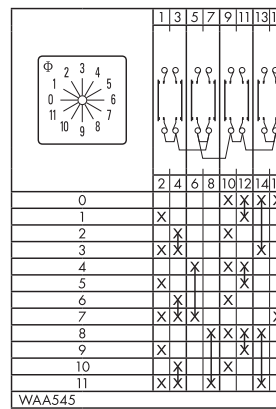 1 3 5 7 9 11 13 1
Φ
2 3 4
1 5
0 6
11 7
10 9 8
2 4 6 8 10 12 14 1
0 X X X X
1 X X
2 X X
3 X X X
4 X X X
5 X X
6 X X
7 X X X X
8 X X X X X
9 X X
10 X X
11 X X X X
WAA545